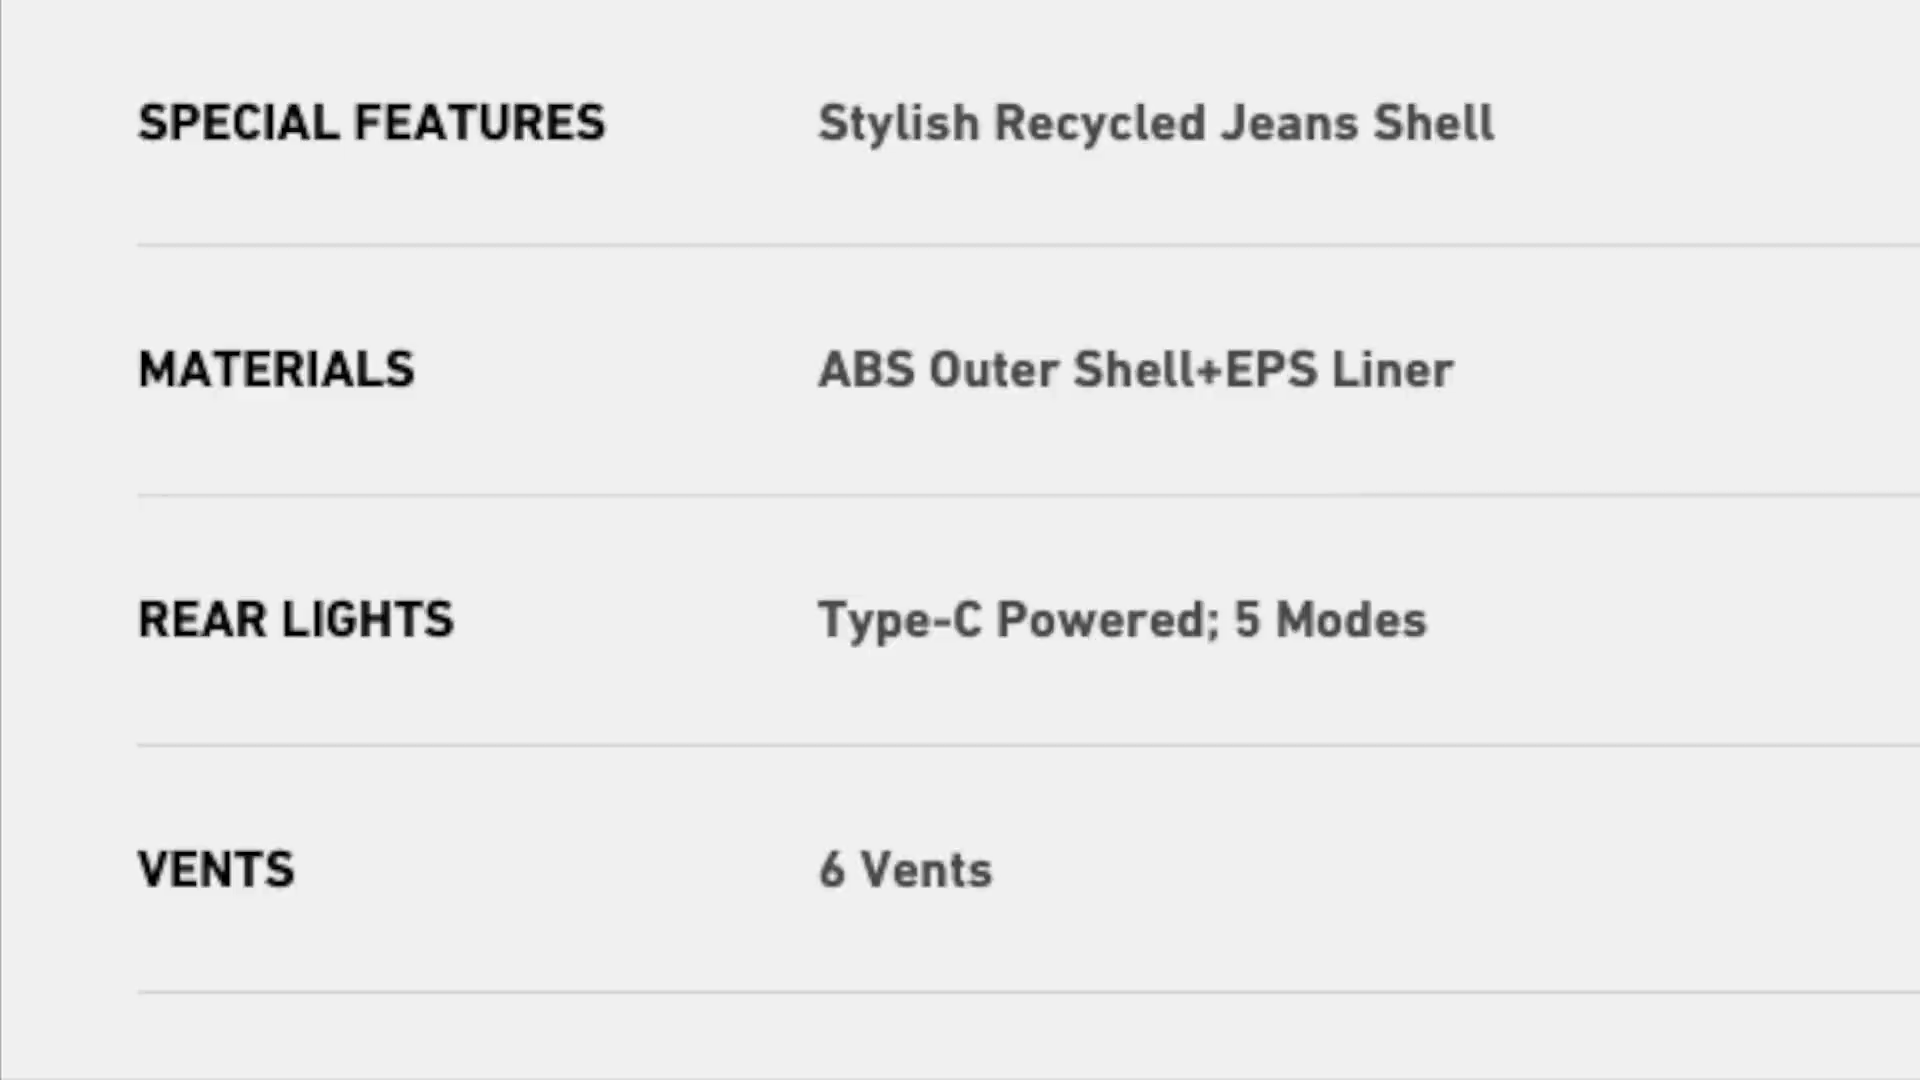 SPECIAL FEATURES Stylish Recycled Jeans Shell
MATERIALS ABS Outer Shell+EPS Liner
REAR LIGHTS Type-C Powered; 5 Modes
VENTS 6 Vents